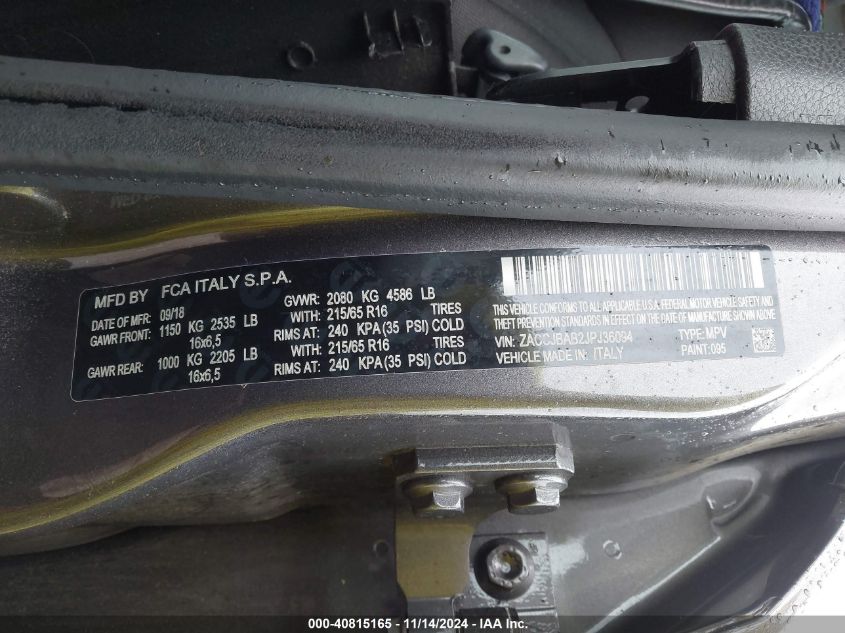 MFD BY FCA ITALY S.P.A.
DATE OF MFR: 09/18 GVWR: 2080 KG 4586 LB
GAWR FRONT: 1150 KG 2535 LB WITH: 215/65 R16 TIRES
16x6,5 RIMS AT: 240 KPA(35 PSI) COLD
GAWR REAR: 1000 KG 2205 LB WITH: 215/65 R16 TIRES
16x6,5 RIMS AT: 240 KPA(35 PSI) COLD
THIS VEHICLE CONFORMS TO ALL APPLICABLE U.S.A. FEDERAL MOTOR VEHICLE SAFETY AND
THEFT PREVENTION STANDARDS IN EFFECT ON THE DATE OF MANUFACTURE SHOWN ABOVE.
VIN: ZACCJBAB2JPJ36094 TYPE: MPV
VEHICLE MADE IN: ITALY PAINT: 095
000-40815165 - 11/14/2024 - IAA Inc.